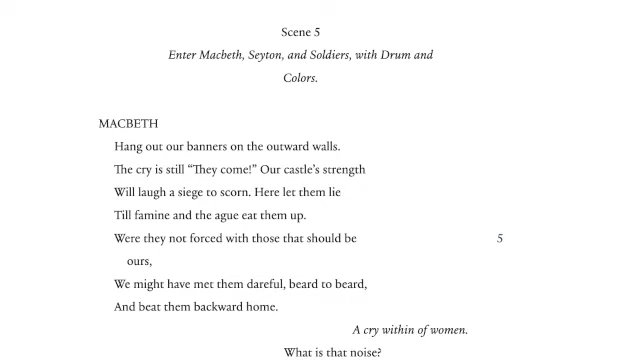 Scene 5
Enter Macbeth, Seyton, and Soldiers, with Drum and
Colors.
MACBETH
Hang out our banners on the outward walls.
The cry is still “They come!” Our castle’s strength
Will laugh a siege to scorn. Here let them lie
Till famine and the ague eat them up.
Were they not forced with those that should be 5
ours,
We might have met them dareful, beard to beard,
And beat them backward home.
A cry within of women.
What is that noise?